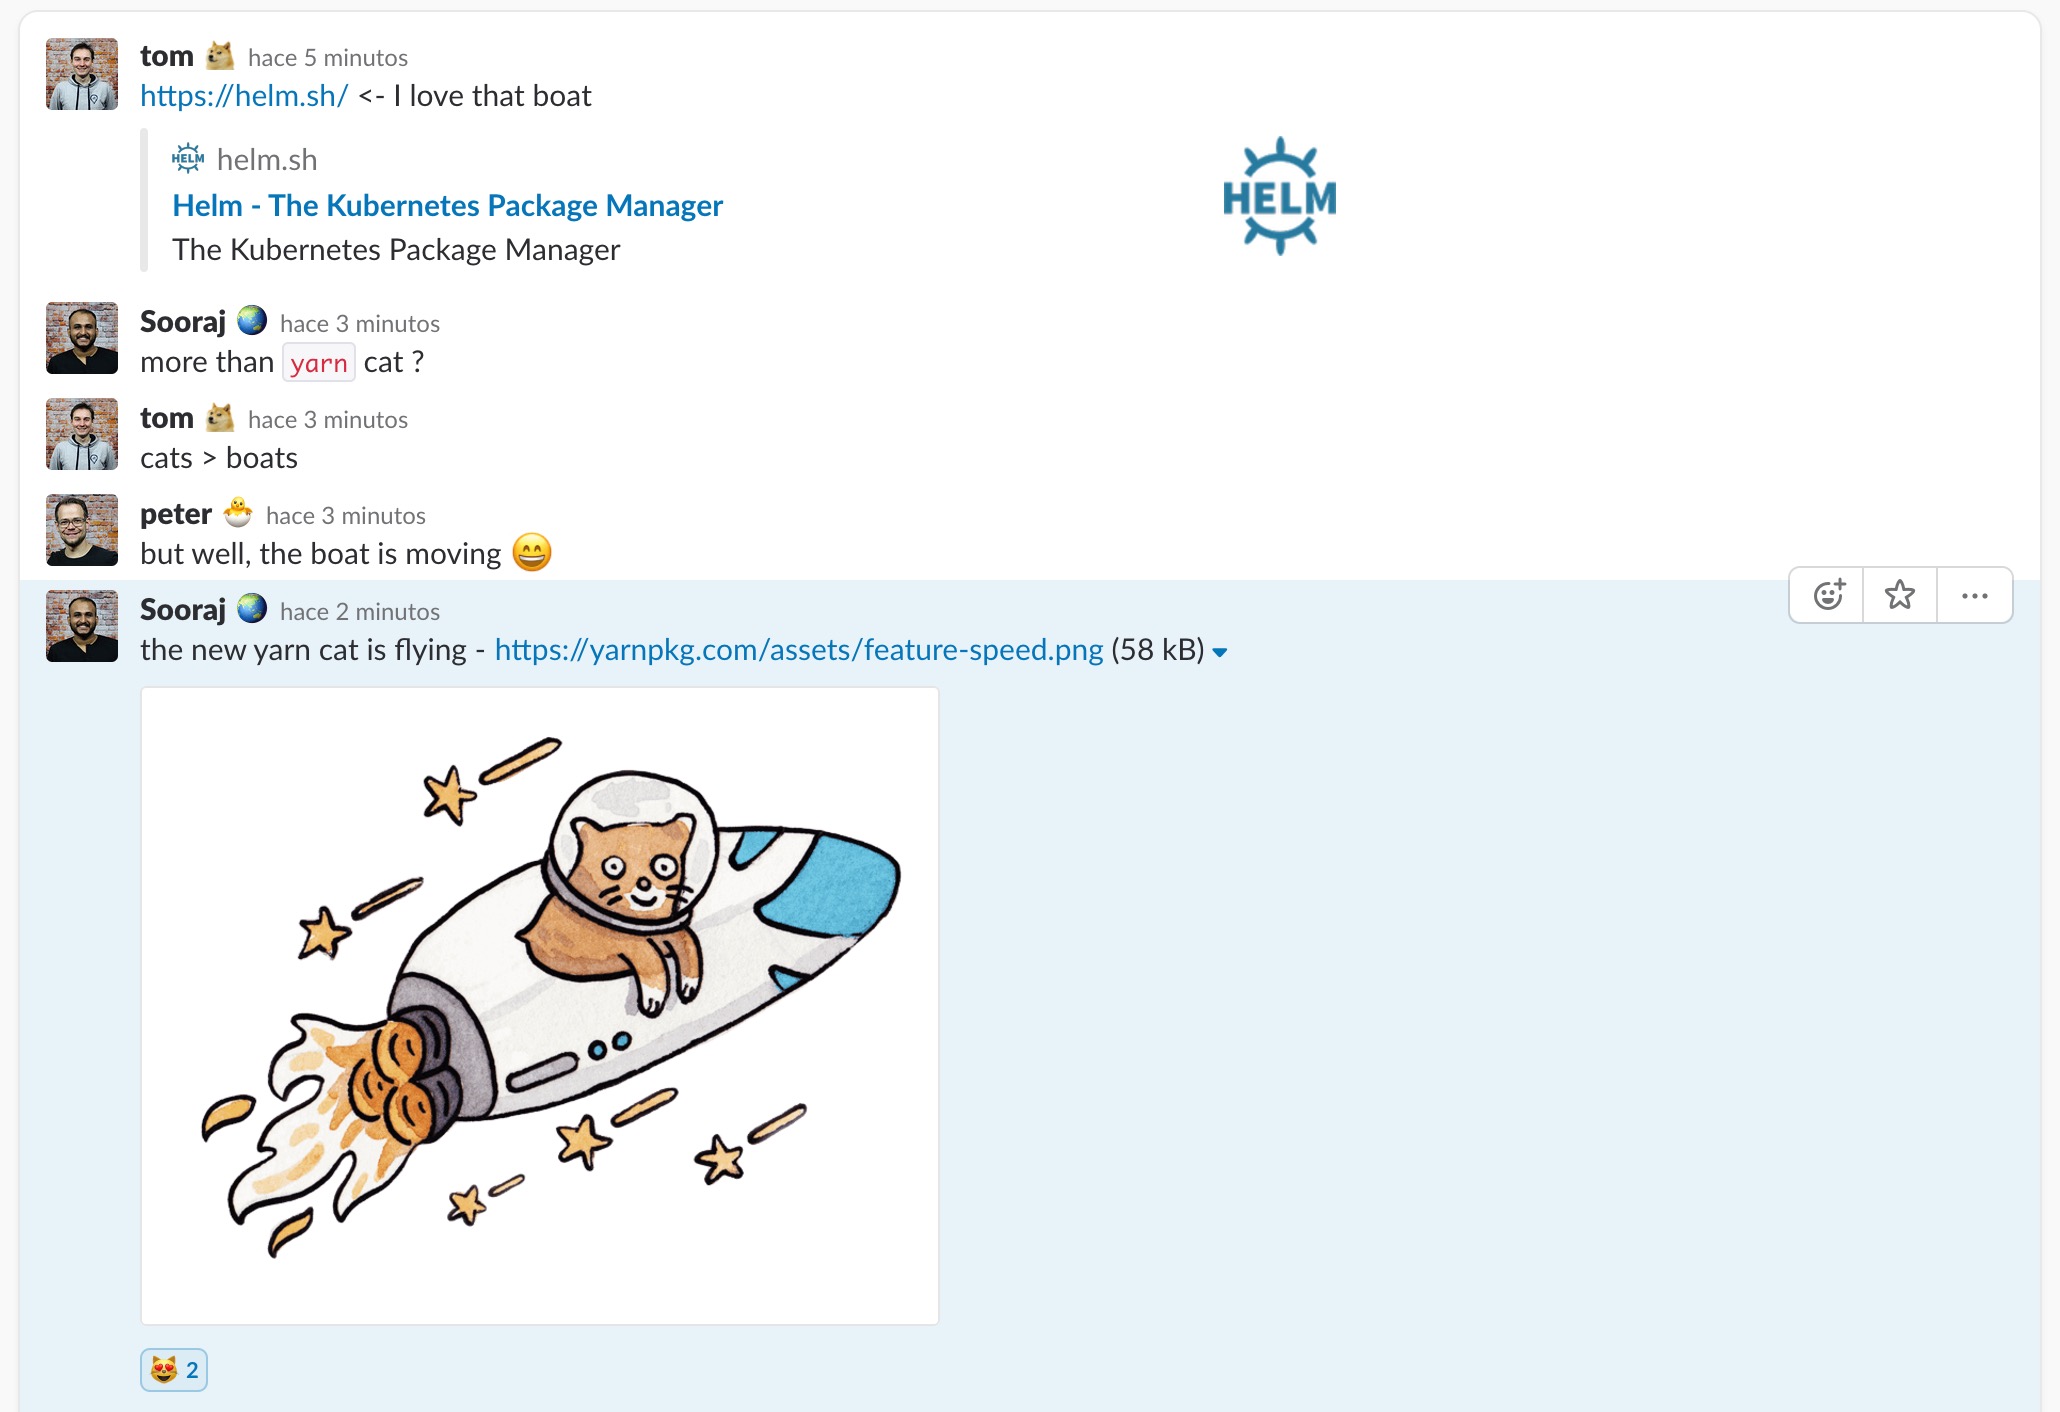 tom hace 5 minutos
https://helm.sh/ <- I love that boat
HELM helm.sh
Helm - The Kubernetes Package Manager
The Kubernetes Package Manager
HELM
Sooraj hace 3 minutos
more than yarn cat ?
tom hace 3 minutos
cats > boats
peter hace 3 minutos
but well, the boat is moving 😄
Sooraj hace 2 minutos
the new yarn cat is flying - https://yarnpkg.com/assets/feature-speed.png (58 kB)
2